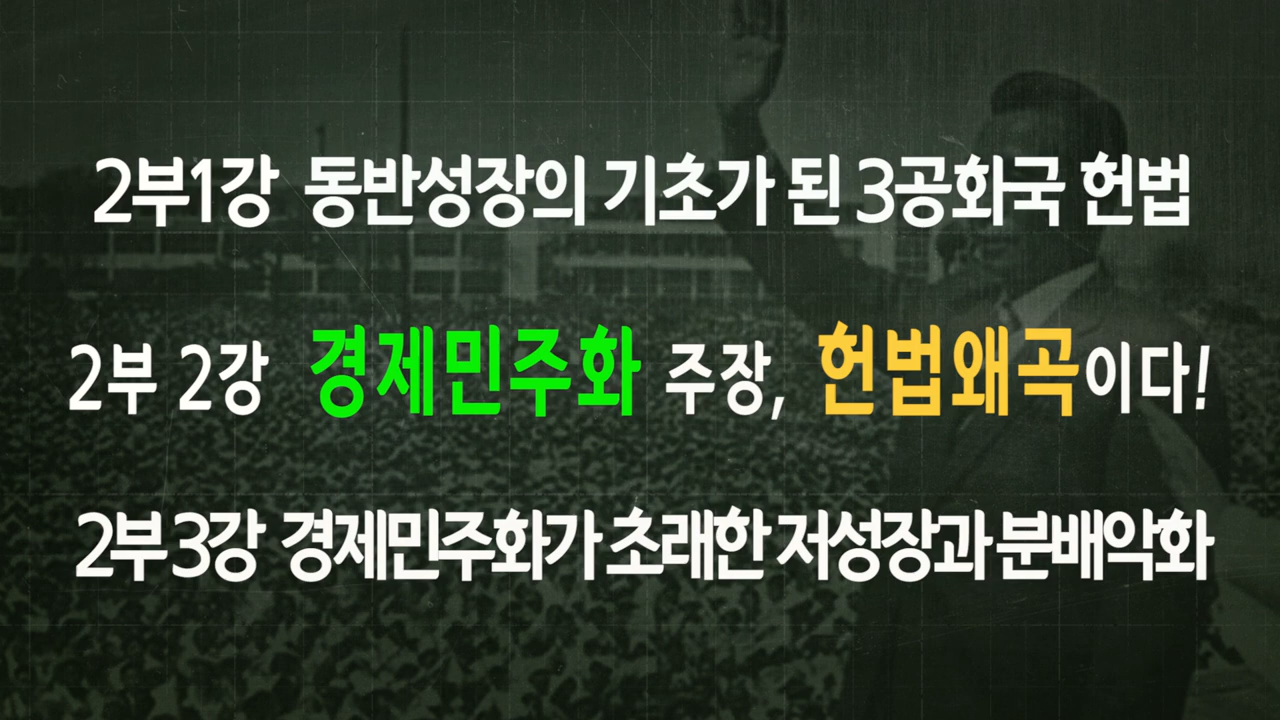 2부1강 동반성장의 기초가 된 3공화국 헌법
2부 2강 경제민주화 주장, 헌법왜곡이다!
2부 3강 경제민주화가 초래한 저성장과 분배악화